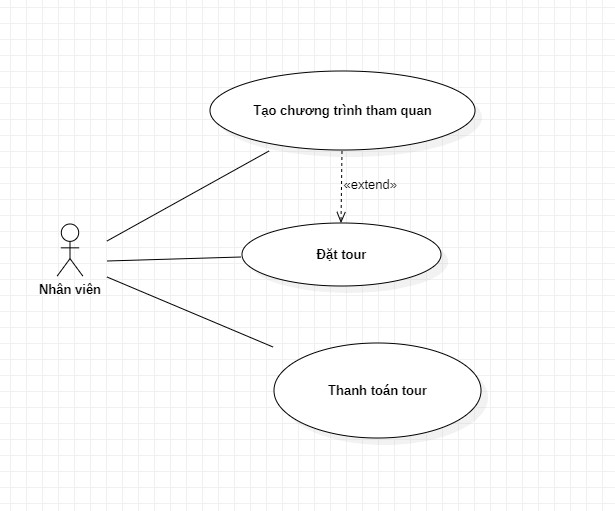 Tạo chương trình tham quan
«extend»
Đặt tour
Nhân viên
Thanh toán tour